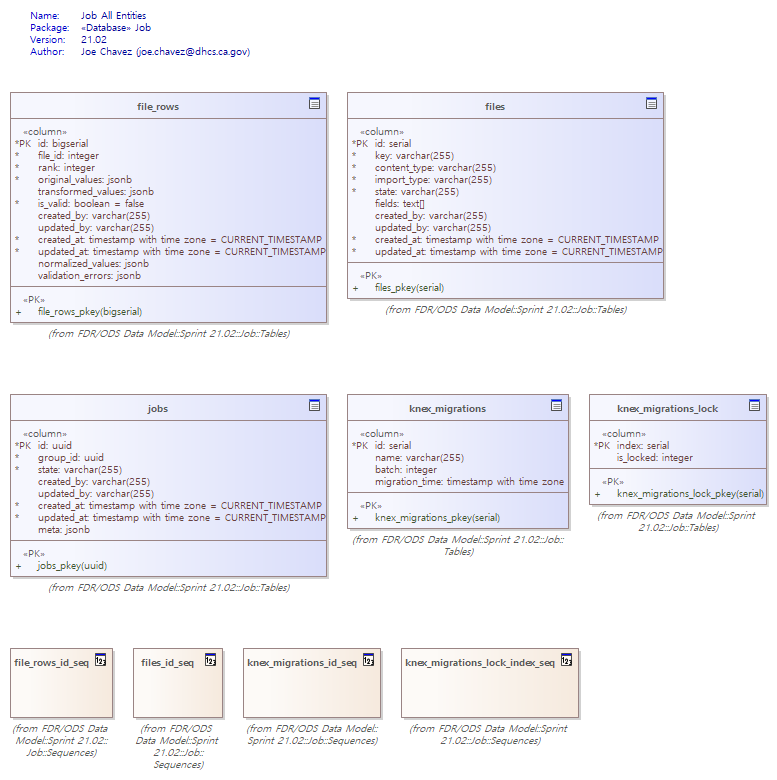 Name: Job All Entities
Package: «Database» Job
Version: 21.02
Author: Joe Chavez (joe.chavez@dhcs.ca.gov)
file_rows
«column»
*PK id: bigserial
* file_id: integer
* rank: integer
* original_values: jsonb
transformed_values: jsonb
* is_valid: boolean = false
created_by: varchar(255)
updated_by: varchar(255)
* created_at: timestamp with time zone = CURRENT_TIMESTAMP
* updated_at: timestamp with time zone = CURRENT_TIMESTAMP
normalized_values: jsonb
validation_errors: jsonb
«PK»
+ file_rows_pkey(bigserial)
(from FDR/ODS Data Model::Sprint 21.02::Job::Tables)
files
«column»
*PK id: serial
* key: varchar(255)
* content_type: varchar(255)
* import_type: varchar(255)
* state: varchar(255)
fields: text[]
created_by: varchar(255)
updated_by: varchar(255)
* created_at: timestamp with time zone = CURRENT_TIMESTAMP
* updated_at: timestamp with time zone = CURRENT_TIMESTAMP
«PK»
+ files_pkey(serial)
(from FDR/ODS Data Model::Sprint 21.02::Job::Tables)
jobs
«column»
*PK id: uuid
* group_id: uuid
* state: varchar(255)
created_by: varchar(255)
updated_by: varchar(255)
* created_at: timestamp with time zone = CURRENT_TIMESTAMP
* updated_at: timestamp with time zone = CURRENT_TIMESTAMP
meta: jsonb
«PK»
+ jobs_pkey(uuid)
(from FDR/ODS Data Model::Sprint 21.02::Job::Tables)
knex_migrations
«column»
*PK id: serial
name: varchar(255)
batch: integer
migration_time: timestamp with time zone
«PK»
+ knex_migrations_pkey(serial)
(from FDR/ODS Data Model::Sprint 21.02::Job::
Tables)
knex_migrations_lock
«column»
*PK index: serial
is_locked: integer
«PK»
+ knex_migrations_lock_pkey(serial)
(from FDR/ODS Data Model::Sprint
21.02::Job::Tables)
file_rows_id_seq
(from FDR/ODS Data
Model::Sprint 21.02::
Job::Sequences)
files_id_seq
(from FDR/ODS
Data Model::Sprint
21.02::Job::
Sequences)
knex_migrations_id_seq
(from FDR/ODS Data Model::
Sprint 21.02::Job::Sequences)
knex_migrations_lock_index_seq
(from FDR/ODS Data Model::Sprint
21.02::Job::Sequences)